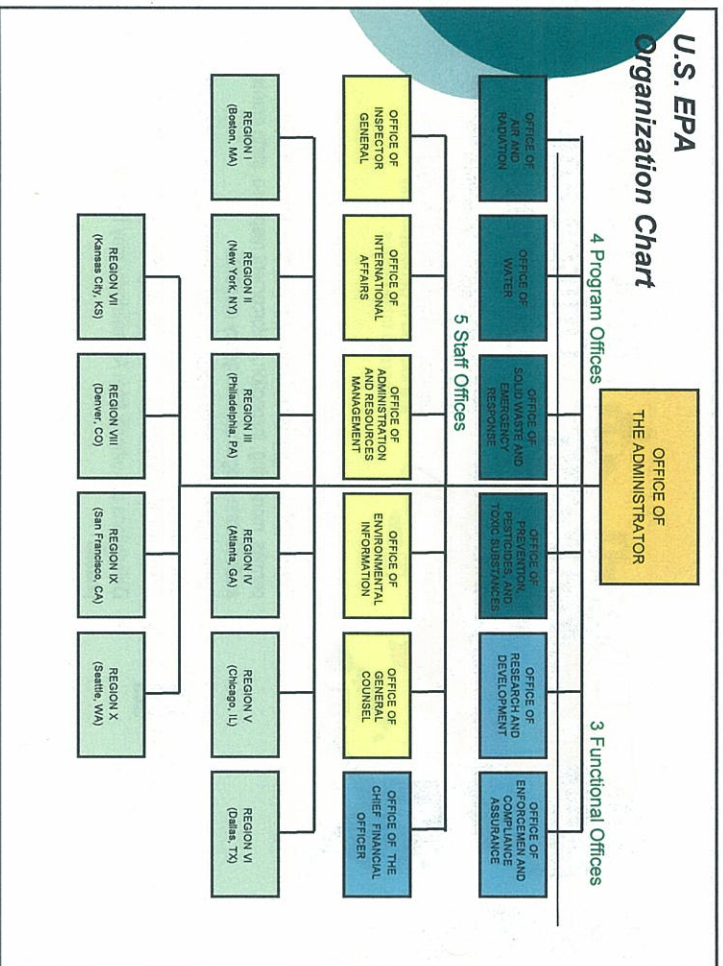 U.S. EPA
Organization Chart
OFFICE OF
THE ADMINISTRATOR
4 Program Offices
3 Functional Offices
OFFICE OF
AIR AND
RADIATION
OFFICE OF
WATER
OFFICE OF
SOLID WASTE AND
EMERGENCY
RESPONSE
OFFICE OF
PREVENTION,
PESTICIDES, AND
TOXIC SUBSTANCES
OFFICE OF
RESEARCH AND
DEVELOPMENT
OFFICE OF
ENFORCEMEN AND
COMPLIANCE
ASSURANCE
5 Staff Offices
OFFICE OF
INSPECTOR
GENERAL
OFFICE OF
INTERNATIONAL
AFFAIRS
OFFICE OF
ADMINISTRATION
AND RESOURCES
MANAGEMENT
OFFICE OF
ENVIRONMENTAL
INFORMATION
OFFICE OF
GENERAL
COUNSEL
OFFICE OF THE
CHIEF FINANCIAL
OFFICER
REGION I
(Boston, MA)
REGION II
(New York, NY)
REGION III
(Philadelphia, PA)
REGION IV
(Atlanta, GA)
REGION V
(Chicago, IL)
REGION VI
(Dallas, TX)
REGION VII
(Kansas City, KS)
REGION VIII
(Denver, CO)
REGION IX
(San Francisco, CA)
REGION X
(Seattle, WA)